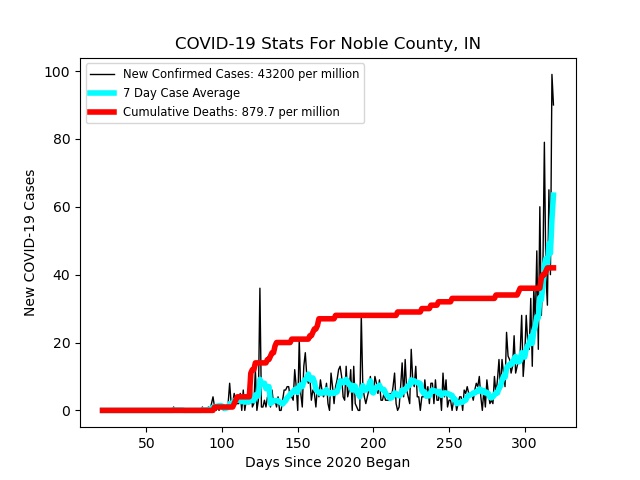 COVID-19 Stats For Noble County, IN
New Confirmed Cases: 43200 per million
7 Day Case Average
Cumulative Deaths: 879.7 per million
New COVID-19 Cases
100
80
60
40
20
0
50
100
150
200
250
300
Days Since 2020 Began